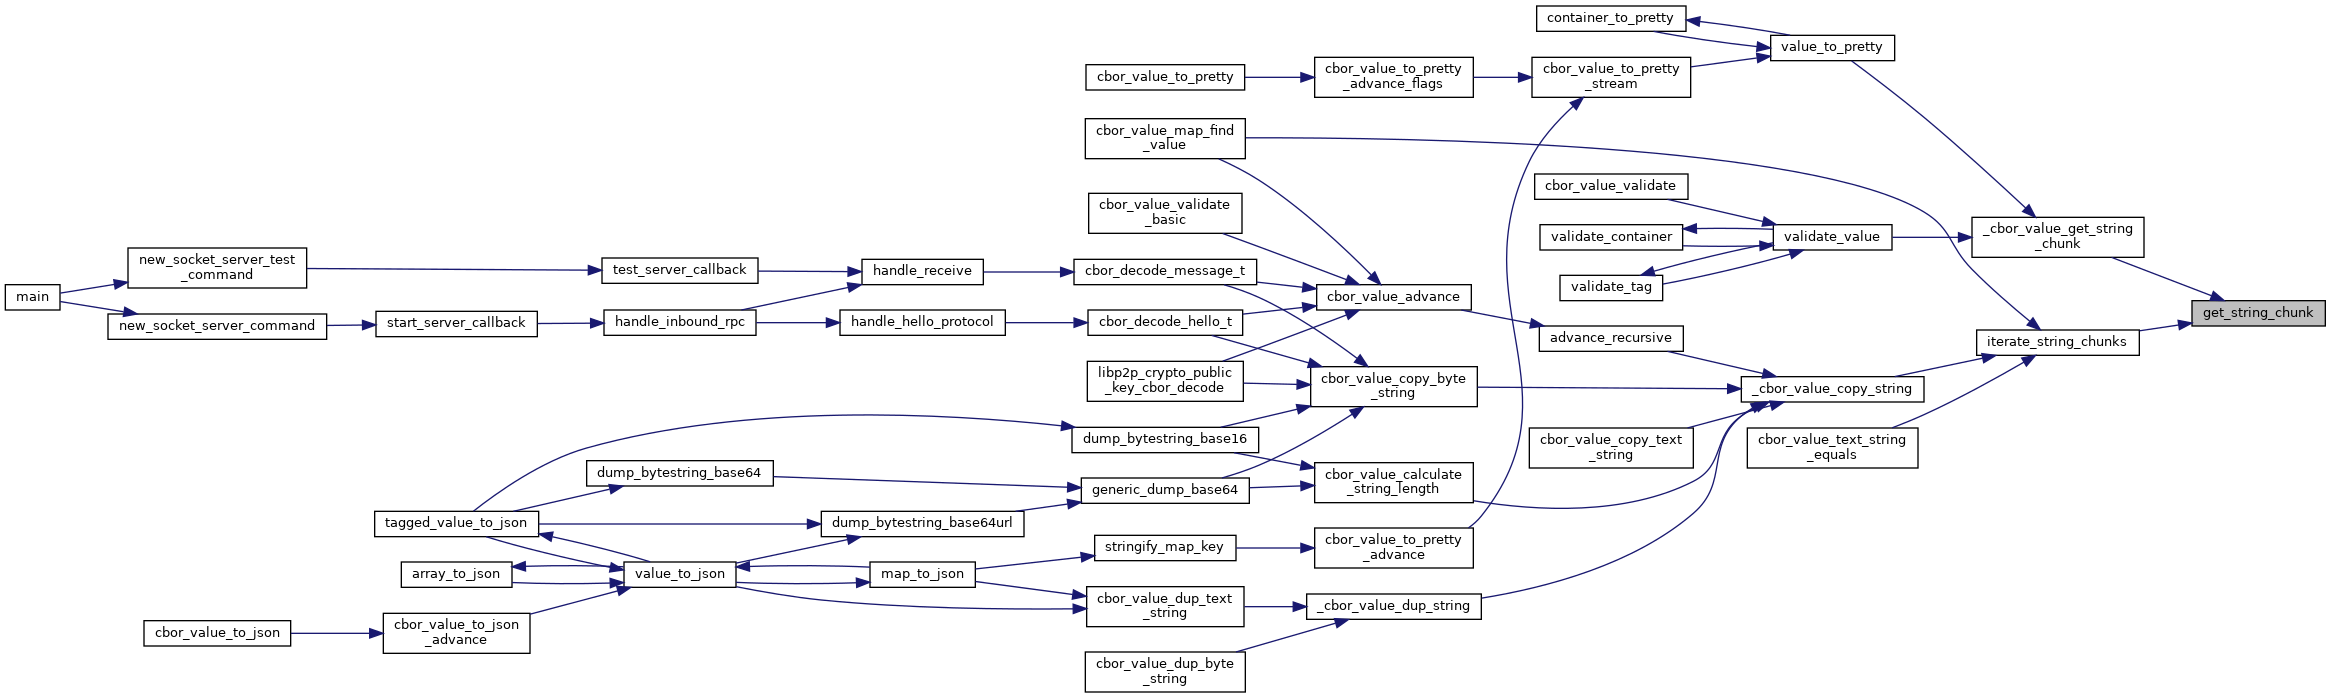 container_to_pretty
value_to_pretty
cbor_value_to_pretty
cbor_value_to_pretty
_advance_flags
cbor_value_to_pretty
_stream
cbor_value_map_find
_value
cbor_value_validate
cbor_value_validate
_basic
validate_container
validate_value
_cbor_value_get_string
_chunk
new_socket_server_test
_command
test_server_callback
handle_receive
cbor_decode_message_t
validate_tag
main
cbor_value_advance
get_string_chunk
new_socket_server_command
start_server_callback
handle_inbound_rpc
handle_hello_protocol
cbor_decode_hello_t
advance_recursive
iterate_string_chunks
libp2p_crypto_public
_key_cbor_decode
cbor_value_copy_byte
_string
_cbor_value_copy_string
dump_bytestring_base16
cbor_value_copy_text
_string
cbor_value_text_string
_equals
dump_bytestring_base64
generic_dump_base64
cbor_value_calculate
_string_length
tagged_value_to_json
dump_bytestring_base64url
stringify_map_key
cbor_value_to_pretty
_advance
array_to_json
value_to_json
map_to_json
cbor_value_dup_text
_string
_cbor_value_dup_string
cbor_value_to_json
cbor_value_to_json
_advance
cbor_value_dup_byte
_string